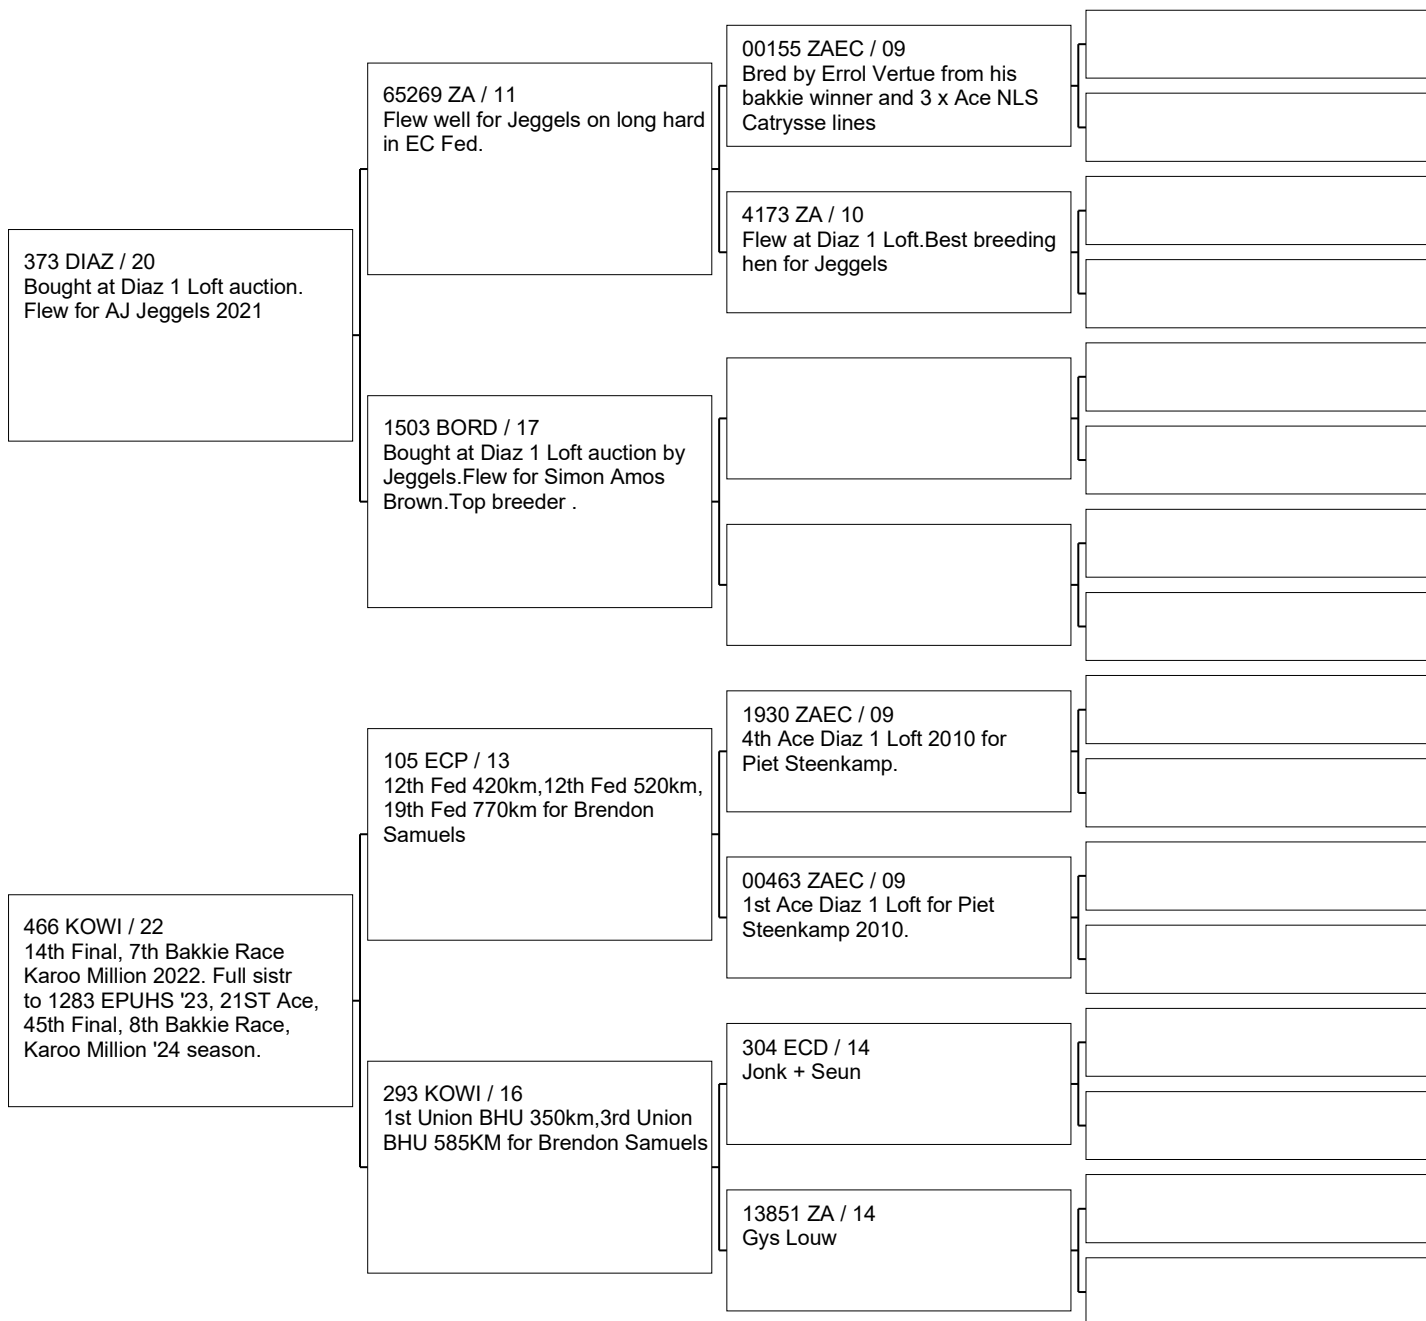 373 DIAZ / 20
Bought at Diaz 1 Loft auction.
Flew for AJ Jeggels 2021
466 KOWI / 22
14th Final, 7th Bakkie Race
Karoo Million 2022. Full sistr
to 1283 EPUHS '23, 21ST Ace,
45th Final, 8th Bakkie Race,
Karoo Million '24 season.
65269 ZA / 11
Flew well for Jeggels on long hard
in EC Fed.
1503 BORD / 17
Bought at Diaz 1 Loft auction by
Jeggels.Flew for Simon Amos
Brown.Top breeder .
105 ECP / 13
12th Fed 420km,12th Fed 520km,
19th Fed 770km for Brendon
Samuels
293 KOWI / 16
1st Union BHU 350km,3rd Union
BHU 585KM for Brendon Samuels
00155 ZAEC / 09
Bred by Errol Vertue from his
bakkie winner and 3 x Ace NLS
Catrysse lines
4173 ZA / 10
Flew at Diaz 1 Loft.Best breeding
hen for Jeggels
1930 ZAEC / 09
4th Ace Diaz 1 Loft 2010 for
Piet Steenkamp.
00463 ZAEC / 09
1st Ace Diaz 1 Loft for Piet
Steenkamp 2010.
304 ECD / 14
Jonk + Seun
13851 ZA / 14
Gys Louw